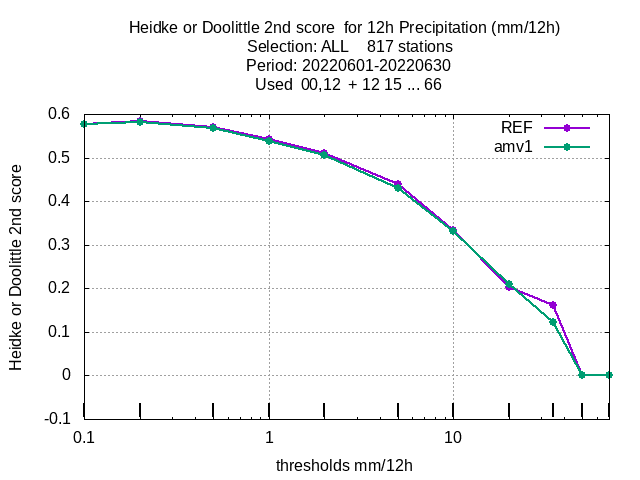 Heidke or Doolittle 2nd score  for 12h Precipitation (mm/12h)
Selection: ALL    817 stations
Period: 20220601-20220630
Used  00,12  + 12 15 ... 66
REF
amv1
Heidke or Doolittle 2nd score
0.6
0.5
0.4
0.3
0.2
0.1
0
-0.1
0.1 1 10
thresholds mm/12h